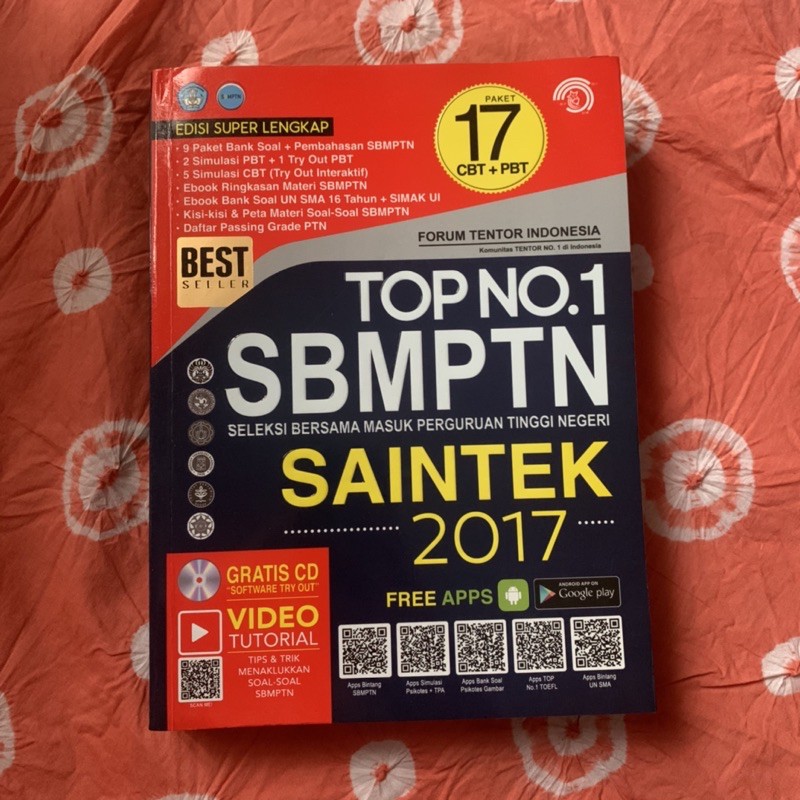 EDISI SUPER LENGKAP
• 9 Paket Bank Soal + Pembahasan SBMPTN
• 2 Simulasi PBT + 1 Try Out PBT
• 5 Simulasi CBT (Try Out Interaktif)
• Ebook Ringkasan Materi SBMPTN
• Ebook Bank Soal UN SMA 16 Tahun + SIMAK UI
• Kisi-kisi & Peta Materi Soal-Soal SBMPTN
• Daftar Passing Grade PTN
PAKET
17
CBT + PBT
FORUM TENTOR INDONESIA
Komunitas TENTOR NO. 1 di Indonesia
BEST
SELLER
TOP NO.1
SBMPTN
SELEKSI BERSAMA MASUK PERGURUAN TINGGI NEGERI
SAINTEK
2017
GRATIS CD
"SOFTWARE TRY OUT"
VIDEO
TUTORIAL
TIPS & TRIK
MENAKLUKKAN
SOAL-SOAL
SBMPTN
SCAN ME!
FREE APPS
ANDROID APP ON
Google play
Apps Bintang
SBMPTN
Apps Simulasi
Psikotes + TPA
Apps Bank Soal
Psikotes Gambar
Apps TOP
No.1 TOEFL
Apps Bintang
UN SMA